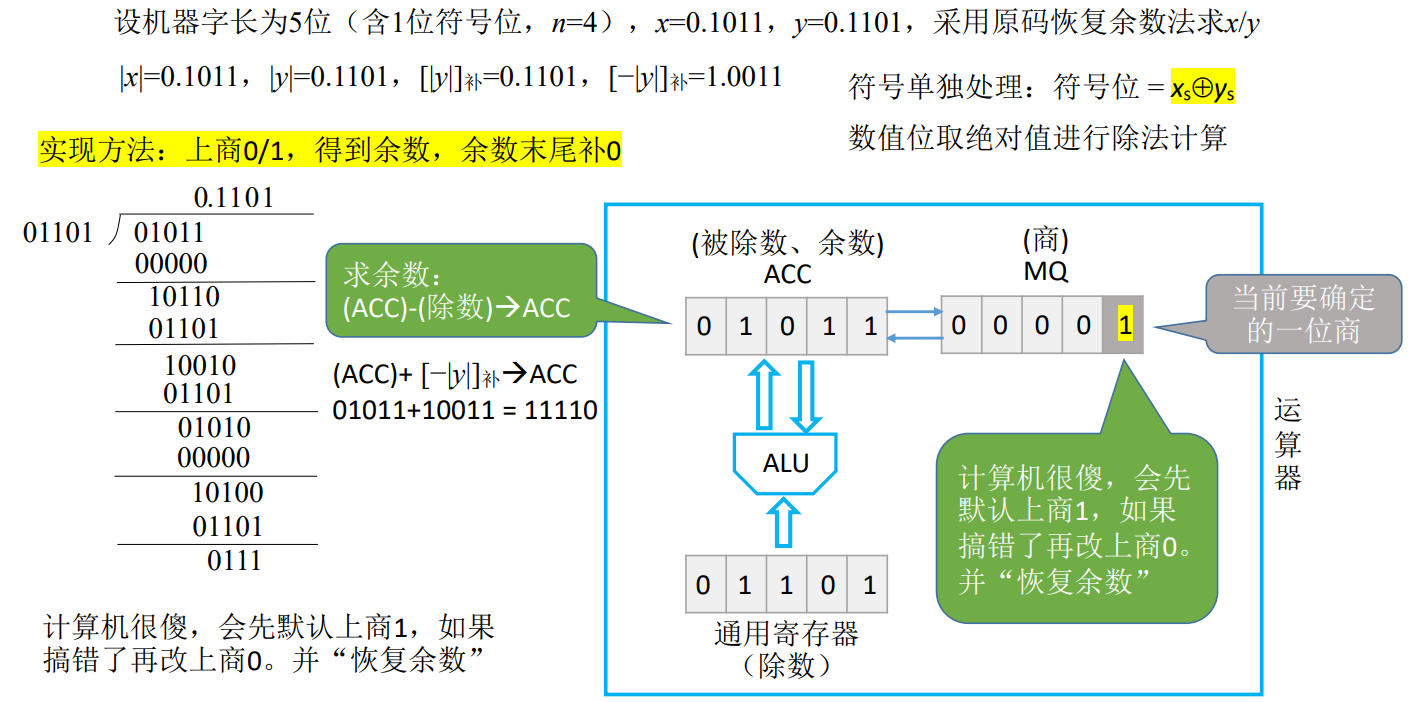 设机器字长为5位（含1位符号位，n=4），x=0.1011，y=0.1101，采用原码恢复余数法求x/y
|x|=0.1011，|y|=0.1101，[|y|]补=0.1101，[−|y|]补=1.0011
符号单独处理：符号位 = xs⊕ys
数值位取绝对值进行除法计算
实现方法：上商0/1，得到余数，余数末尾补0
0.1101
01101
01011
00000
10110
01101
10010
01101
01010
00000
10100
01101
0111
计算机很傻，会先默认上商1，如果
搞错了再改上商0。并“恢复余数”
求余数：
(ACC)-(除数)→ACC
(ACC)+ [−|y|]补→ACC
01011+10011 = 11110
(被除数、余数)
ACC
0 1 0 1 1
(商)
MQ
0 0 0 0 1
当前要确定
的一位商
ALU
0 1 1 0 1
通用寄存器
（除数）
计算机很傻，会先
默认上商1，如果
搞错了再改上商0。
并“恢复余数”
运
算
器